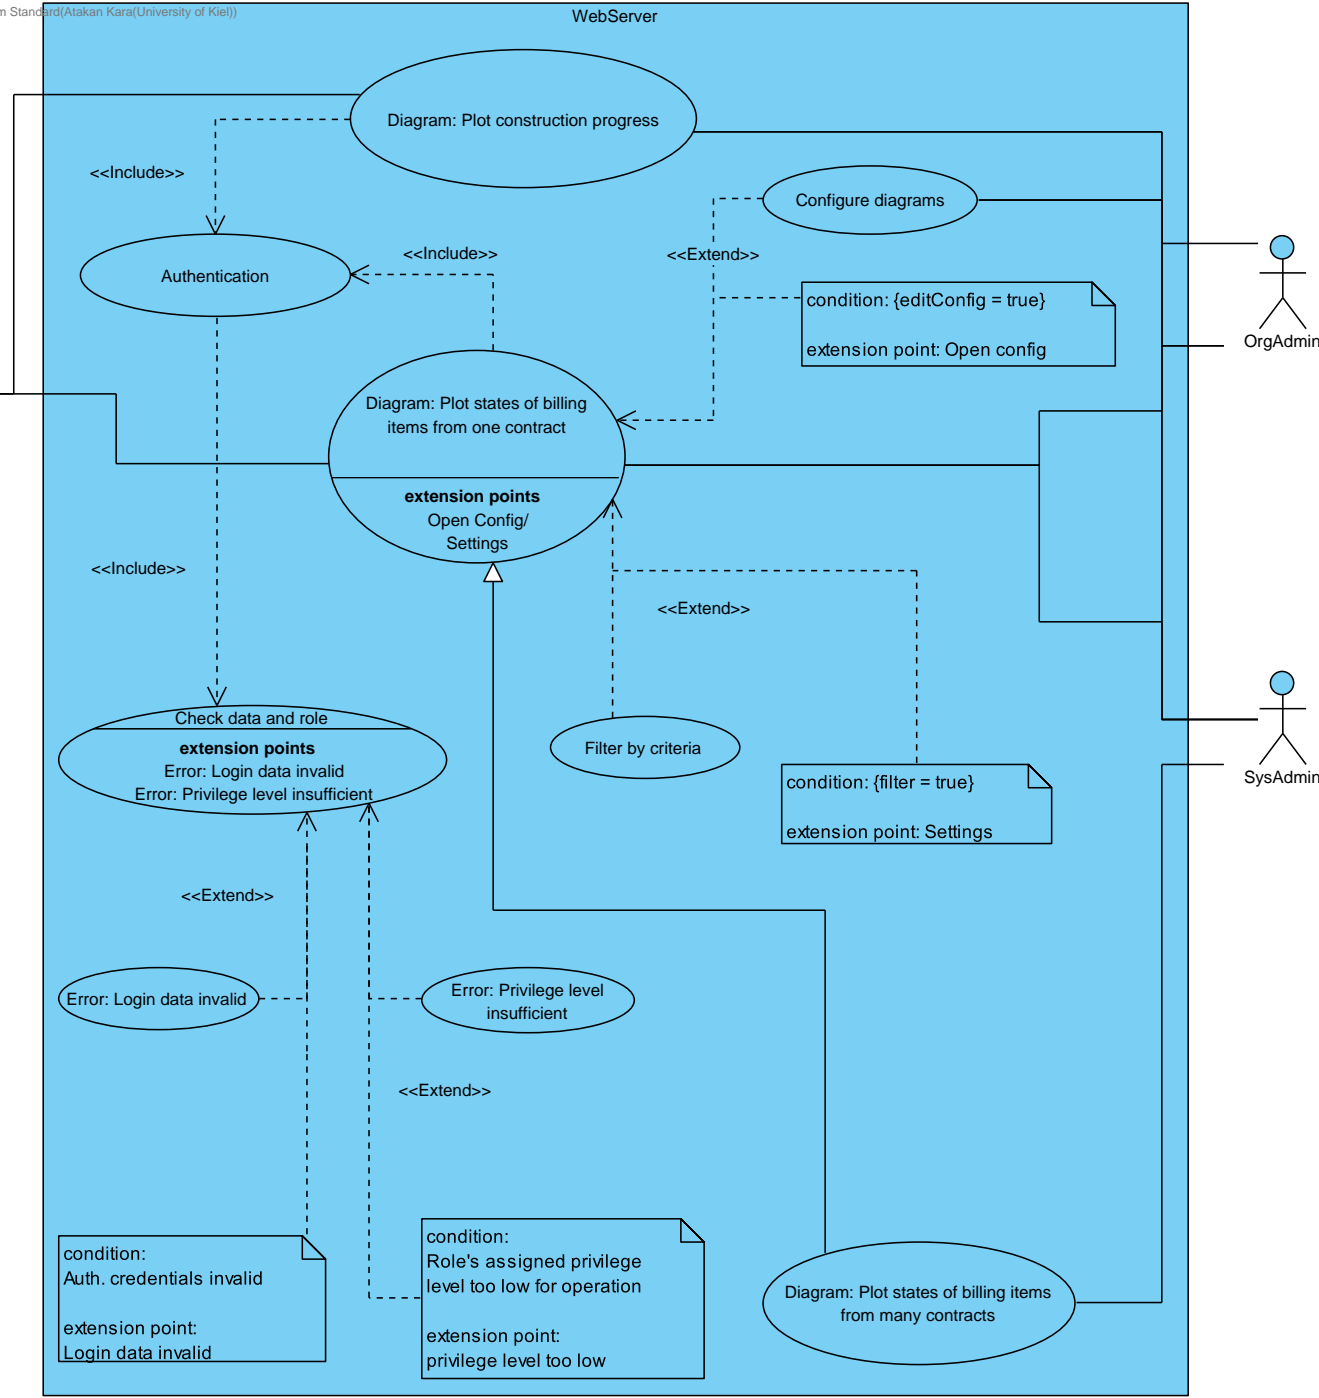 m Standard(Atakan Kara(University of Kiel))
WebServer
Diagram: Plot construction progress
<<Include>>
Configure diagrams
<<Include>>
<<Extend>>
Authentication
condition: {editConfig = true}
extension point: Open config
OrgAdmin
Diagram: Plot states of billing
items from one contract
extension points
Open Config/
Settings
<<Include>>
<<Extend>>
Check data and role
extension points
Error: Login data invalid
Error: Privilege level insufficient
Filter by criteria
condition: {filter = true}
extension point: Settings
SysAdmin
<<Extend>>
Error: Login data invalid
Error: Privilege level
insufficient
<<Extend>>
condition:
Auth. credentials invalid
extension point:
Login data invalid
condition:
Role's assigned privilege
level too low for operation
extension point:
privilege level too low
Diagram: Plot states of billing items
from many contracts